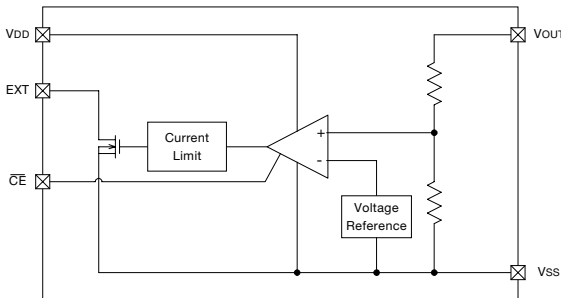 VDD
VOUT
EXT
Current
Limit
+
-
CE
Voltage
Reference
VSS